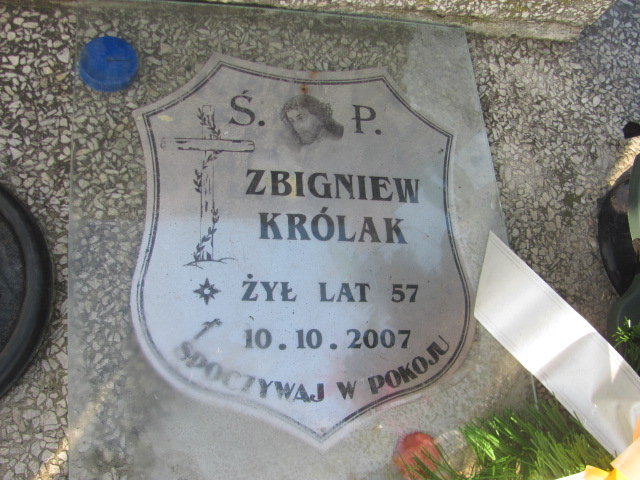 Ś. P.
ZBIGNIEW
KRÓLAK
ŻYŁ LAT 57
10.10.2007
SPOCZYWAJ W POKOJU